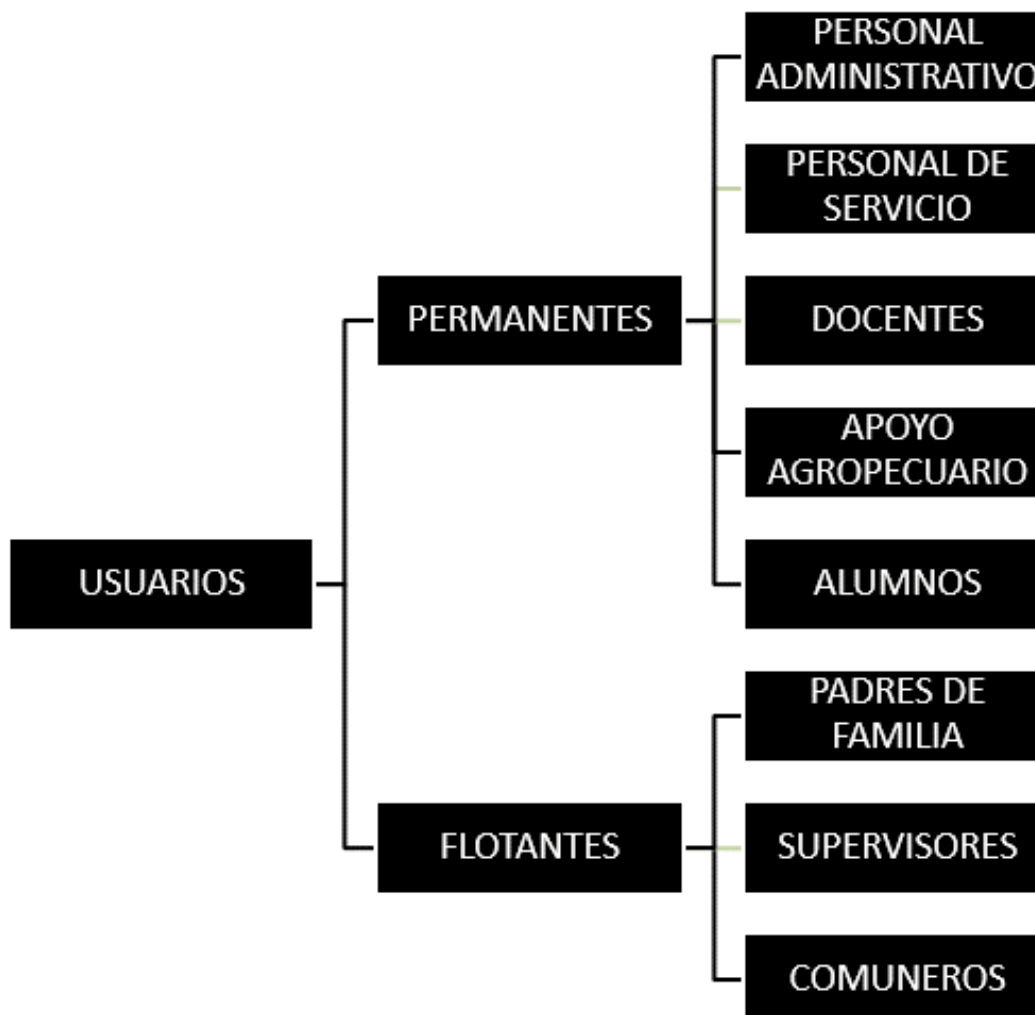 PERSONAL
ADMINISTRATIVO
PERSONAL DE
SERVICIO
PERMANENTES
DOCENTES
APOYO
AGROPECUARIO
USUARIOS
ALUMNOS
PADRES DE
FAMILIA
FLOTANTES
SUPERVISORES
COMUNEROS